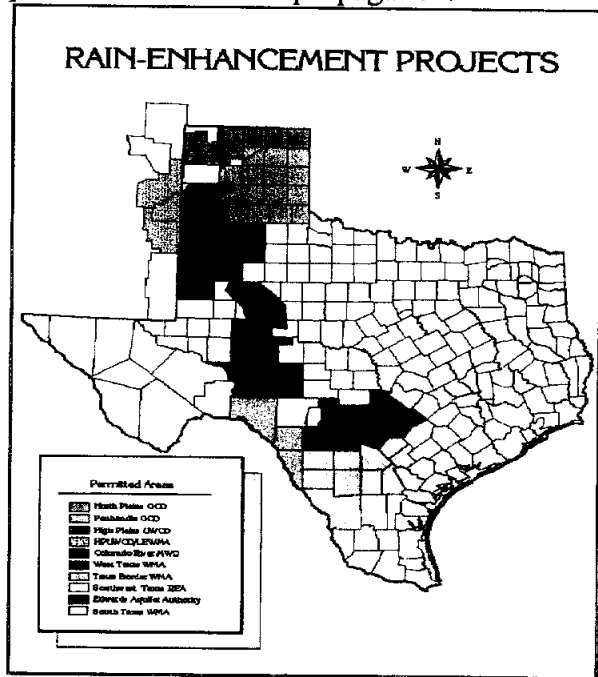 RAIN-ENHANCEMENT PROJECTS
N
W E
S
Permitted Areas
North Plains GCD
Panhandle GCD
High Plains UWCD
Colorado River MWD
West Texas WMA
Texas Border WMA
Southwest Texas REA
Edwards Aquifer Authority
South Texas WMA